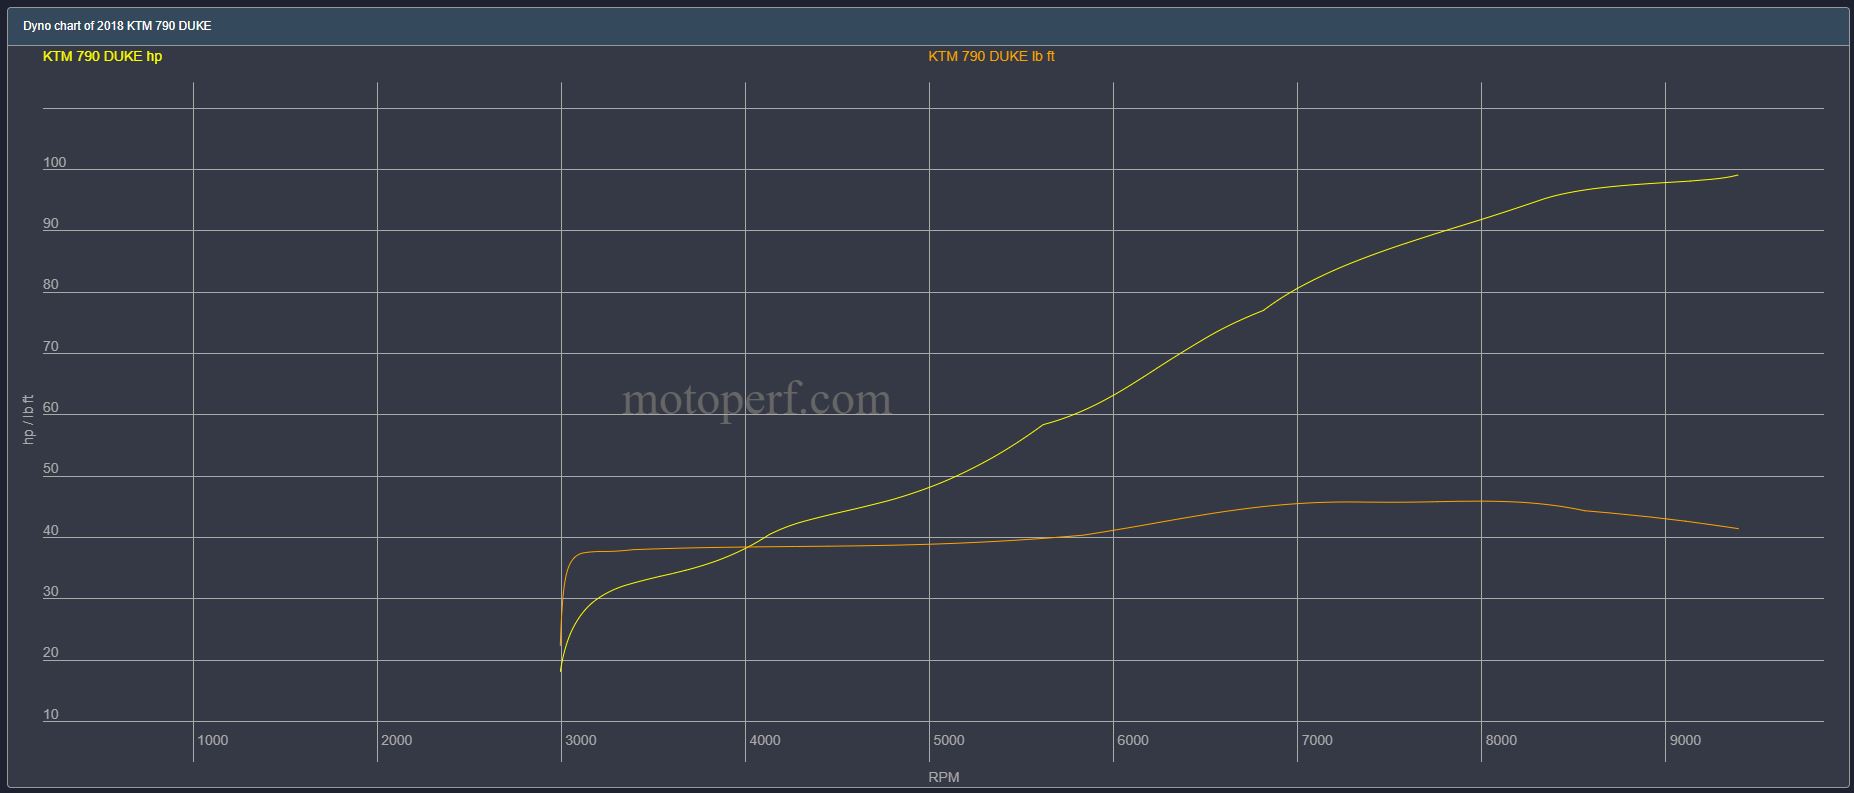 Dyno chart of 2018 KTM 790 DUKE
KTM 790 DUKE hp
KTM 790 DUKE lb ft
100
90
80
70
60
50
40
30
20
10
hp / lb ft
motoperf.com
1000 2000 3000 4000 5000 6000 7000 8000 9000
RPM